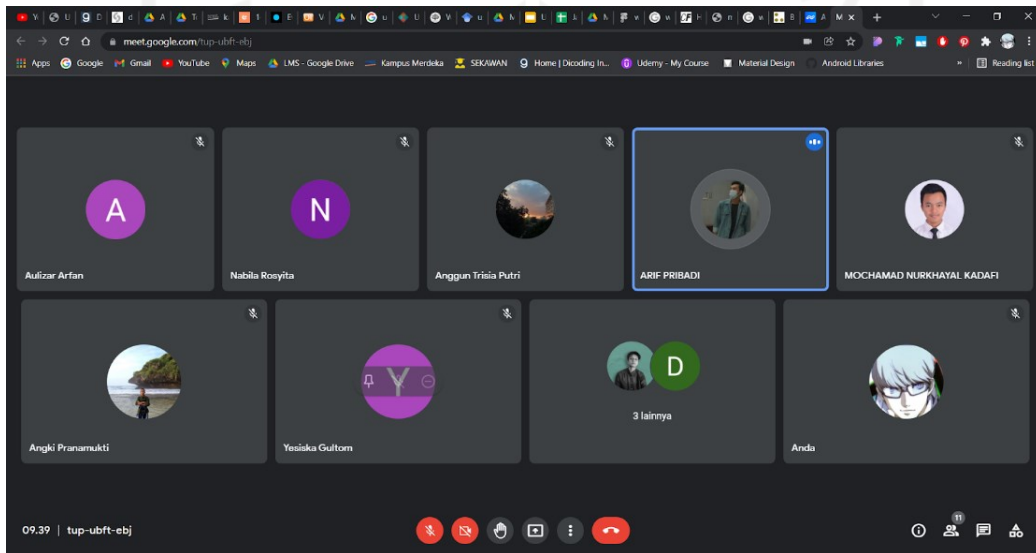 meet.google.com/tup-ubft-ebj
Apps Google Gmail YouTube Maps LMS - Google Drive Kampus Merdeka SEKAWAN Home | Dicoding In... Udemy - My Course Material Design Android Libraries » Reading list
A N
Aulizar Arfan Nabila Rosyita Anggun Trisia Putri ARIF PRIBADI MOCHAMAD NURKHAYAL KADAFI
Y D
3 lainnya
Angki Pranamukti Yesiska Gultom Anda
09.39 | tup-ubft-ebj 11